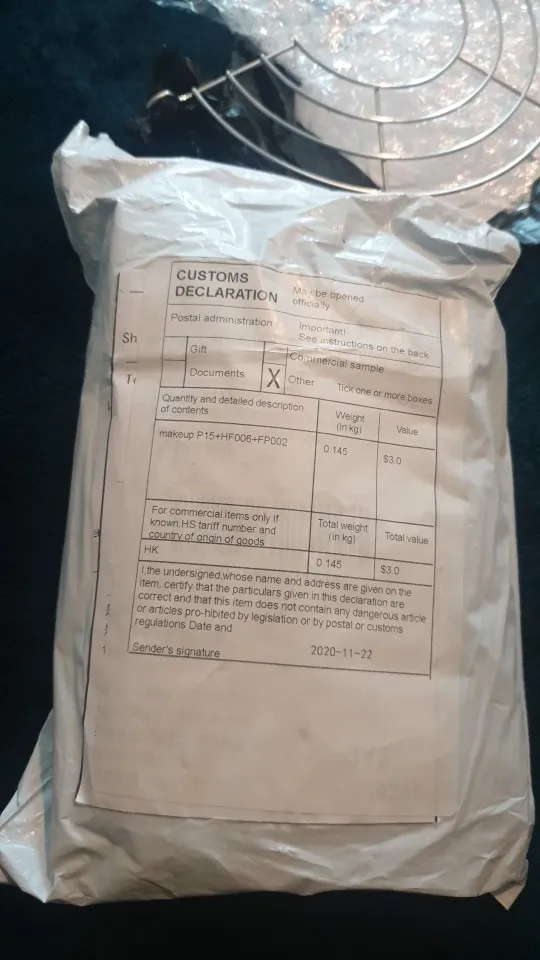 CUSTOMS
DECLARATION
May be opened
officially
Postal administration
Important!
See instructions on the back
Sh
Gift
Commercial sample
Documents
X
Other
Tick one or more boxes
Quantity and detailed description
of contents
Weight
(in kg)
Value
makeup P15+HF006+FP002
0.145
$3.0
For commercial items only If
known.HS tariff number and
country of origin of goods
Total weight
(in kg)
Total value
HK
0.145
$3.0
I,the undersigned,whose name and address are given on the
item, certify that the particulars given in this declaration are
correct and that this item does not contain any dangerous article
or articles pro-hibited by legislation or by postal or customs
regulations Date and
Sender's signature
2020-11-22